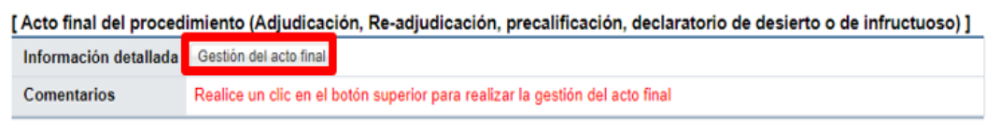 [ Acto final del procedimiento (Adjudicación, Re-adjudicación, precalificación, declaratorio de desierto o de infructuoso) ]
Información detallada Gestión del acto final
Comentarios Realice un clic en el botón superior para realizar la gestión del acto final